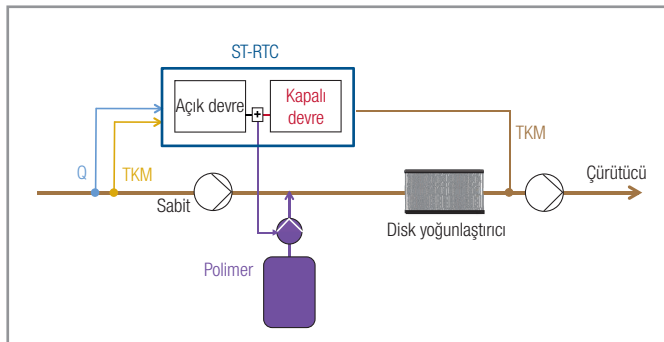 ST-RTC
Açık devre
+
Kapalı
devre
Q
TKM
TKM
Sabit
Çürütücü
Disk yoğunlaştırıcı
Polimer